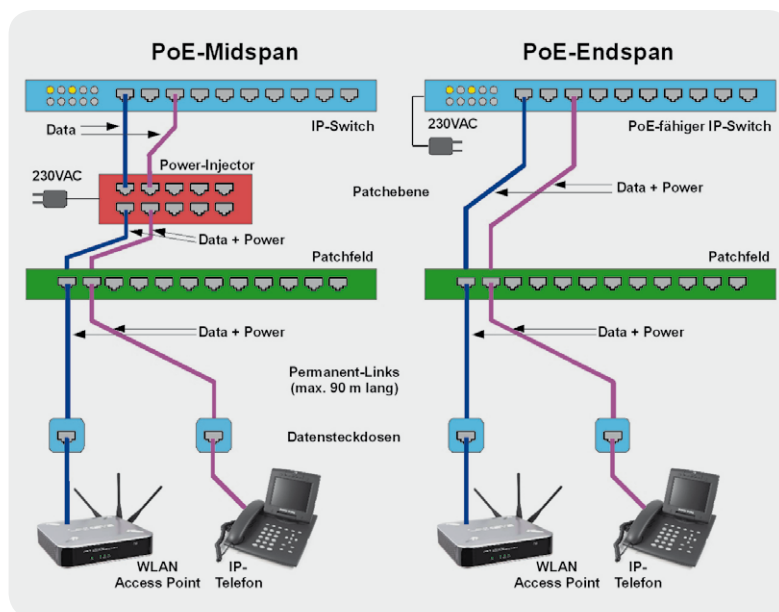 PoE-Midspan
PoE-Endspan
IP-Switch
Data
Power-Injector
230VAC
Data + Power
Patchfeld
Data + Power
Permanent-Links
(max. 90 m lang)
Datensteckdosen
WLAN
Access Point
IP-
Telefon
230VAC
PoE-fähiger IP-Switch
Patchebene
Data + Power
Patchfeld
Data + Power
WLAN
Access Point
IP-
Telefon